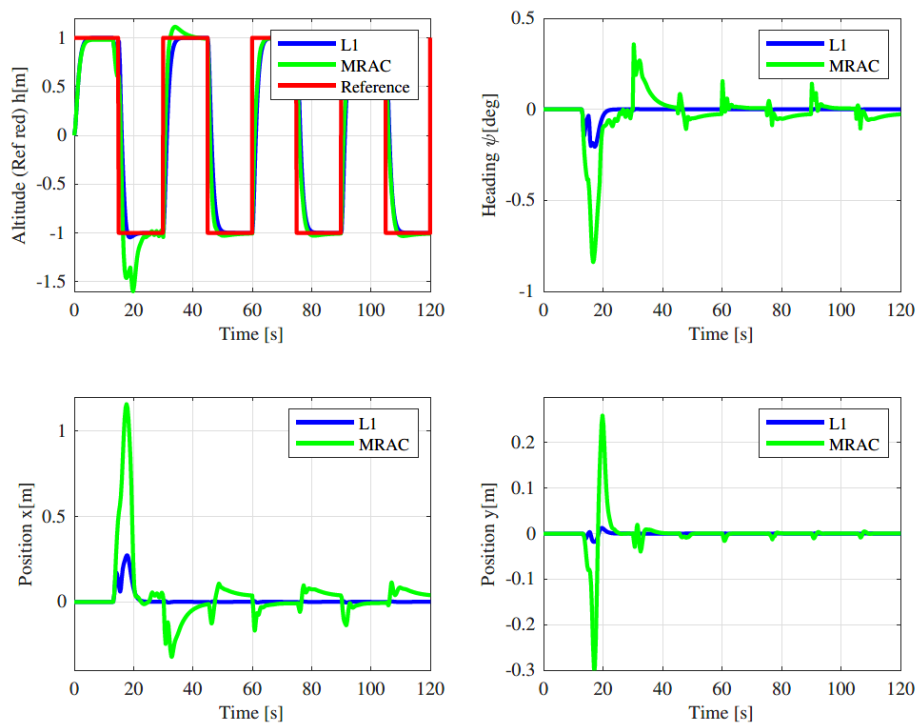 Altitude (Ref red) h[m]
1
0.5
0
-0.5
-1
-1.5
L1
MRAC
Reference
0 20 40 60 80 100 120
Time [s]
Heading ψ[deg]
0.5
0
-0.5
-1
L1
MRAC
0 20 40 60 80 100 120
Time [s]
Position x[m]
1
0.5
0
L1
MRAC
0 20 40 60 80 100 120
Time [s]
Position y[m]
0.2
0.1
0
-0.1
-0.2
-0.3
L1
MRAC
0 20 40 60 80 100 120
Time [s]